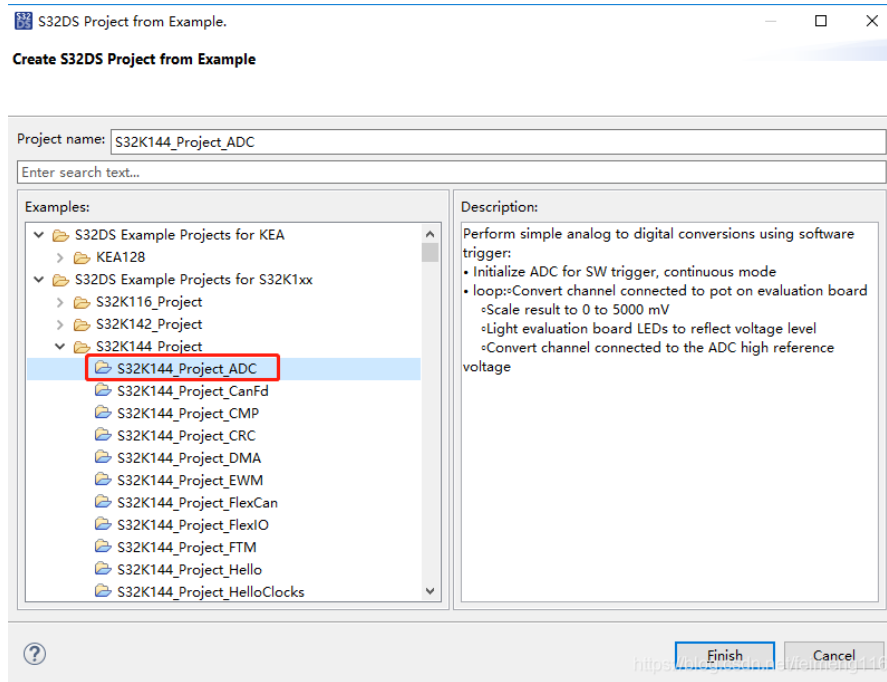 S32DS Project from Example.
Create S32DS Project from Example
Project name: S32K144_Project_ADC
Enter search text...
Examples:
S32DS Example Projects for KEA
KEA128
S32DS Example Projects for S32K1xx
S32K116_Project
S32K142_Project
S32K144 Project
S32K144_Project_ADC
S32K144_Project_CanFd
S32K144_Project_CMP
S32K144_Project_CRC
S32K144_Project_DMA
S32K144_Project_EWM
S32K144_Project_FlexCan
S32K144_Project_FlexIO
S32K144_Project_FTM
S32K144_Project_Hello
S32K144_Project_HelloClocks
Description:
Perform simple analog to digital conversions using software
trigger:
• Initialize ADC for SW trigger, continuous mode
• loop:◦Convert channel connected to pot on evaluation board
◦Scale result to 0 to 5000 mV
◦Light evaluation board LEDs to reflect voltage level
◦Convert channel connected to the ADC high reference
voltage
Finish
Cancel